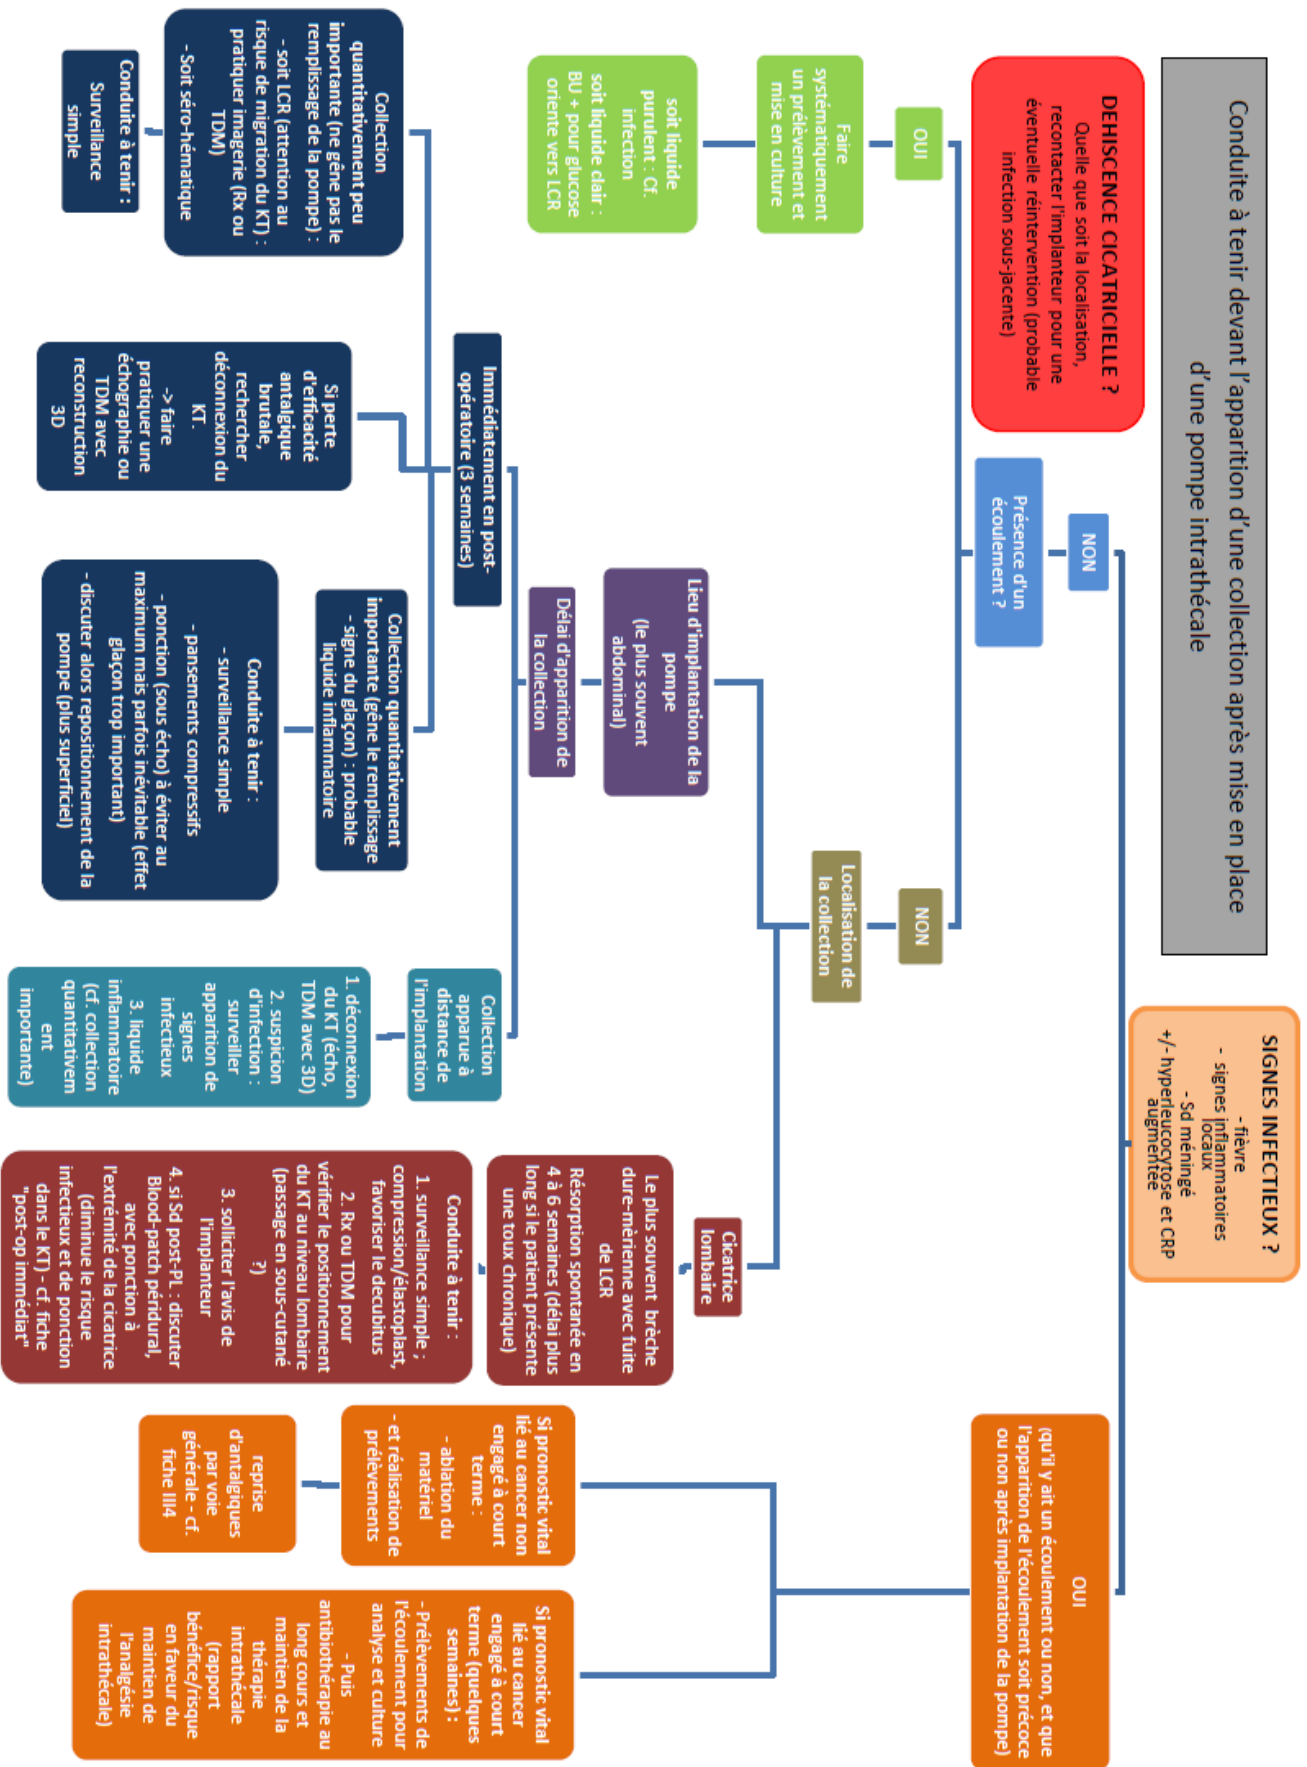 Conduite à tenir devant l'apparition d'une collection après mise en place
d'une pompe intrathécale
SIGNES INFECTIEUX ?
- fièvre
- signes inflammatoires
locaux
- Sd méningé
+/- hyperleucocytose et CRP
augmentée
DEHISCENCE CICATRICIELLE ?
Quelle que soit la localisation,
recontacter l'implanteur pour une
éventuelle réintervention (probable
infection sous-jacente)
NON
Présence d'un
écoulement ?
OUI
Faire
systématiquement
un prélèvement et
mise en culture
soit liquide
purulent : Cf.
infection
soit liquide clair :
BU + pour glucose
oriente vers LCR
NON
Localisation de
la collection
Lieu d'implantation de la
pompe
(le plus souvent
abdominal)
Délai d'apparition de
la collection
Immédiatement en post-
opératoire (3 semaines)
Collection
quantitativement peu
importante (ne gêne pas le
remplissage de la pompe) :
- soit LCR (attention au
risque de migration du KT) :
pratiquer imagerie (Rx ou
TDM)
- Soit séro-hématique
Conduite à tenir :
Surveillance
simple
Si perte
d'efficacité
antalgique
brutale,
rechercher
déconnexion du
KT.
-> faire
pratiquer une
échographie ou
TDM avec
reconstruction
3D
Collection quantitativement
importante (gêne le remplissage
- signe du glaçon) : probable
liquide inflammatoire
Conduite à tenir :
- surveillance simple
- pansements compressifs
- ponction (sous écho) à éviter au
maximum mais parfois inévitable (effet
glaçon trop important)
- discuter alors repositionnement de la
pompe (plus superficiel)
Collection
apparue à
distance de
l'implantation
1. déconnexion
du KT (écho,
TDM avec 3D)
2. suspicion
d'infection :
surveiller
apparition de
signes
infectieux
3. liquide
inflammatoire
(cf. collection
quantitativem
ent
importante)
Cicatrice
lombaire
Le plus souvent brèche
dure-mèrienne avec fuite
de LCR
Résorption spontanée en
4 à 6 semaines (délai plus
long si le patient présente
une toux chronique)
Conduite à tenir :
1. surveillance simple ;
compression/élastoplast,
favoriser le decubitus
2. Rx ou TDM pour
vérifier le positionnement
du KT au niveau lombaire
(passage en sous-cutané
?)
3. solliciter l'avis de
l'implanteur
4. si Sd post-PL : discuter
Blood-patch péridural,
avec ponction à
l'extrémité de la cicatrice
(diminue le risque
infectieux et de ponction
dans le KT) - cf. fiche
"post-op immédiat"
OUI
(qu'il y ait un écoulement ou non, et que
l'apparition de l'écoulement soit précoce
ou non après implantation de la pompe)
Si pronostic vital
lié au cancer non
engagé à court
terme :
- ablation du
matériel
- et réalisation de
prélèvements
reprise
d'antalgiques
par voie
générale - cf.
fiche III4
Si pronostic vital
lié au cancer
engagé à court
terme (quelques
semaines) :
- Prélèvements de
l'écoulement pour
analyse et culture
- Puis
antibiothérapie au
long cours et
maintien de la
thérapie
intrathécale
(rapport
bénéfice/risque
en faveur du
maintien de
l'analgésie
intrathécale)